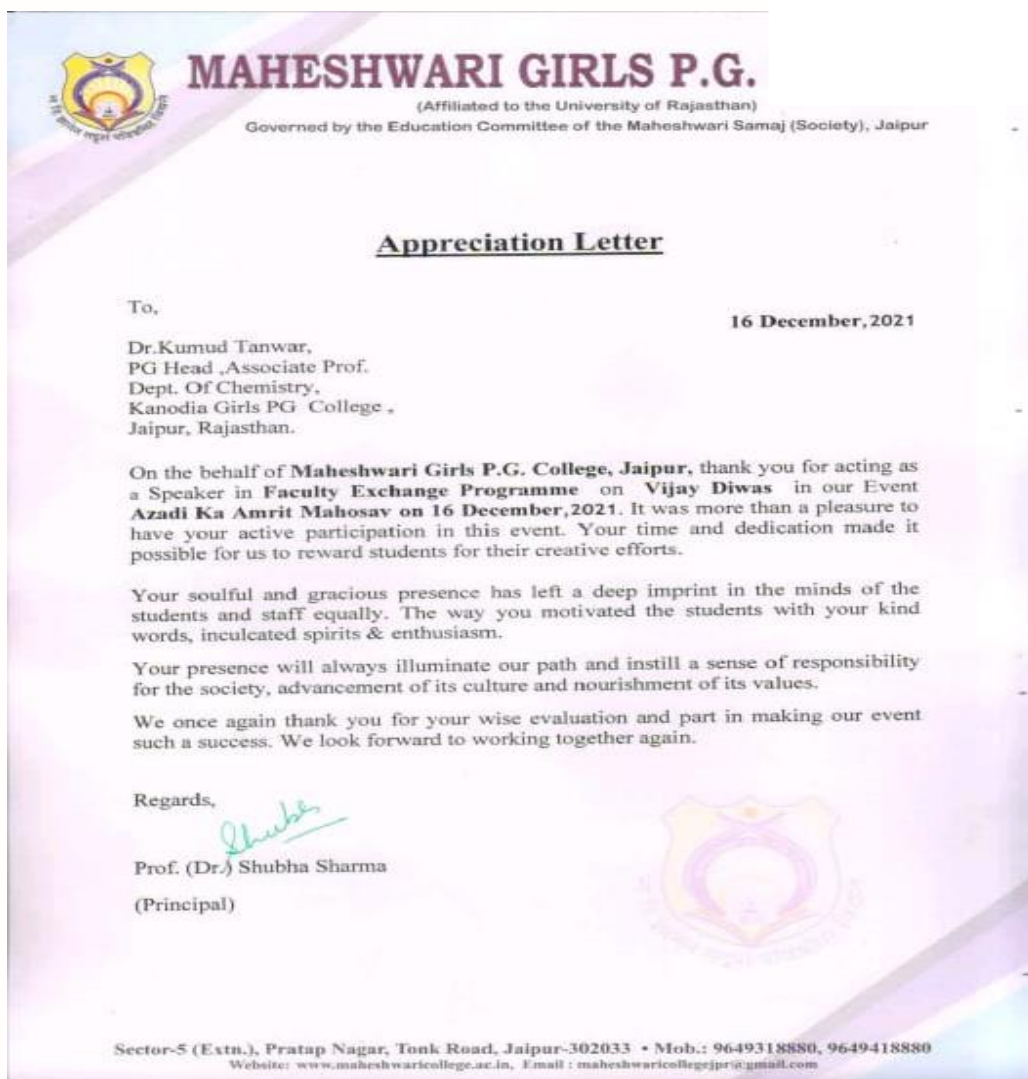 MAHESHWARI GIRLS P.G.
(Affiliated to the University of Rajasthan)
Governed by the Education Committee of the Maheshwari Samaj (Society), Jaipur
Appreciation Letter
To,
16 December,2021
Dr.Kumud Tanwar,
PG Head ,Associate Prof.
Dept. Of Chemistry,
Kanodia Girls PG College ,
Jaipur, Rajasthan.
On the behalf of Maheshwari Girls P.G. College, Jaipur, thank you for acting as
a Speaker in Faculty Exchange Programme on Vijay Diwas in our Event
Azadi Ka Amrit Mahosav on 16 December,2021. It was more than a pleasure to
have your active participation in this event. Your time and dedication made it
possible for us to reward students for their creative efforts.
Your soulful and gracious presence has left a deep imprint in the minds of the
students and staff equally. The way you motivated the students with your kind
words, inculcated spirits & enthusiasm.
Your presence will always illuminate our path and instill a sense of responsibility
for the society, advancement of its culture and nourishment of its values.
We once again thank you for your wise evaluation and part in making our event
such a success. We look forward to working together again.
Regards,
Prof. (Dr.) Shubha Sharma
(Principal)
Sector-5 (Extn.), Pratap Nagar, Tonk Road, Jaipur-302033 • Mob.: 9649318880, 9649418880
Website: www.maheshwaricollege.ac.in, Email : maheshwaricollegejpr@gmail.com